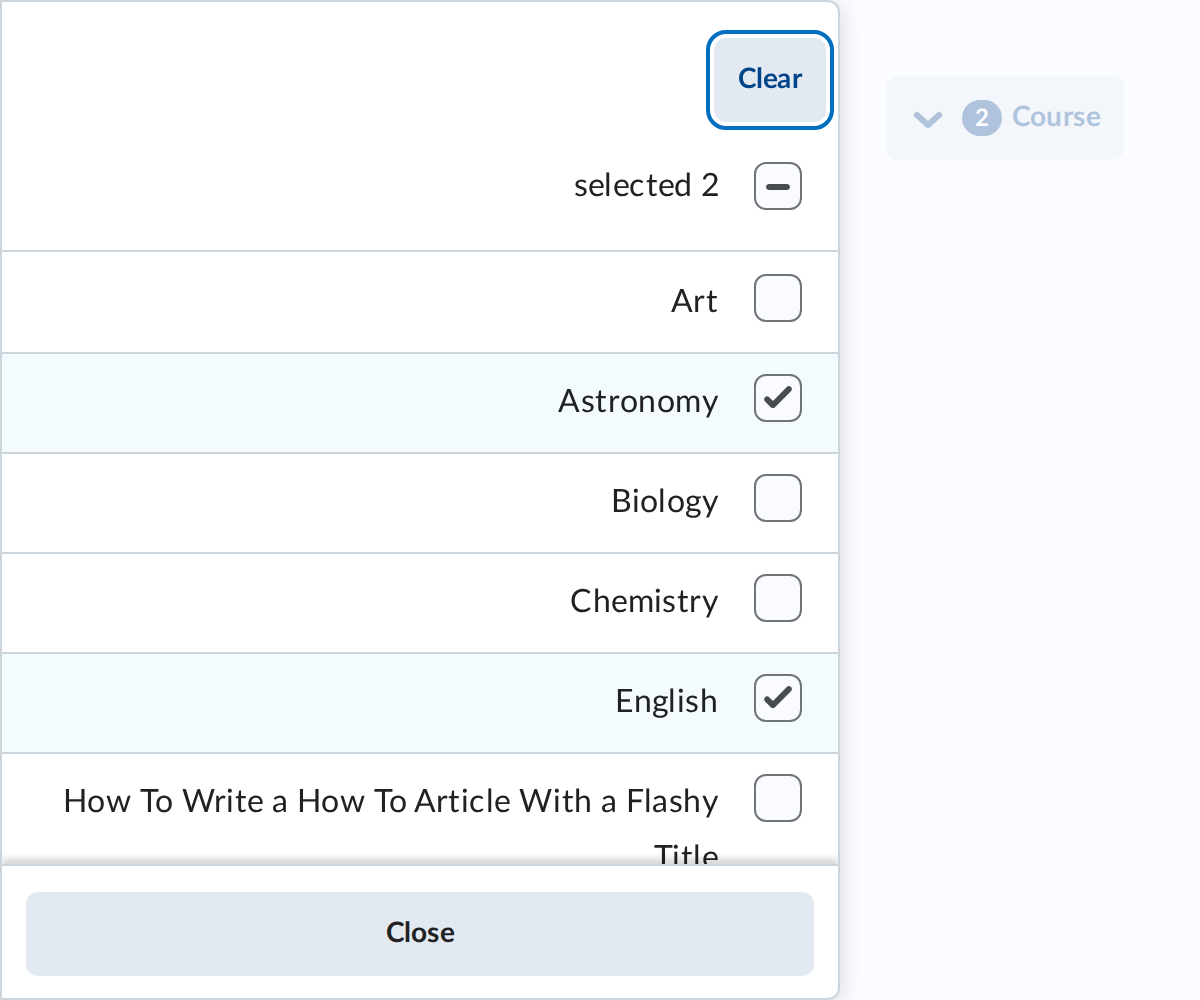 Clear
2 Course
selected 2
Art
Astronomy
Biology
Chemistry
English
How To Write a How To Article With a Flashy
Title
Close